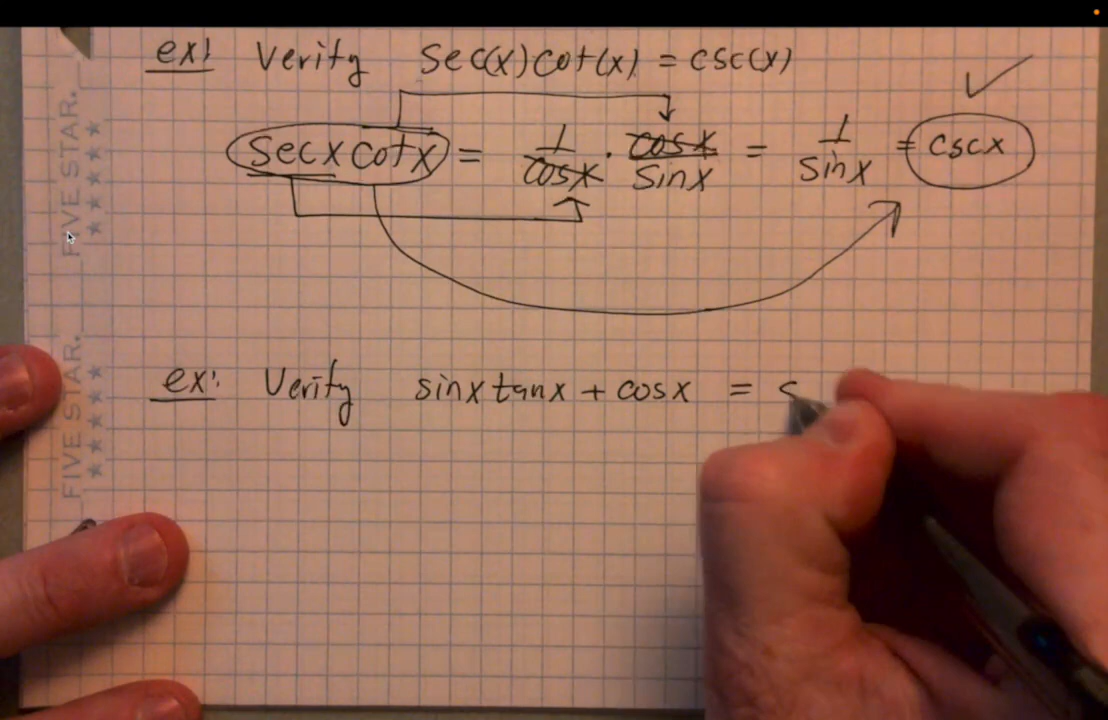 ex! Verify sec(x)cot(x) = csc(x)
secx cotx = 1/cosx · cosx/sinx = 1/sinx = cscx ✓
ex: Verify sinx tanx + cosx = s
FIVE STAR. ★★★★
FIVE STAR. ★★★★